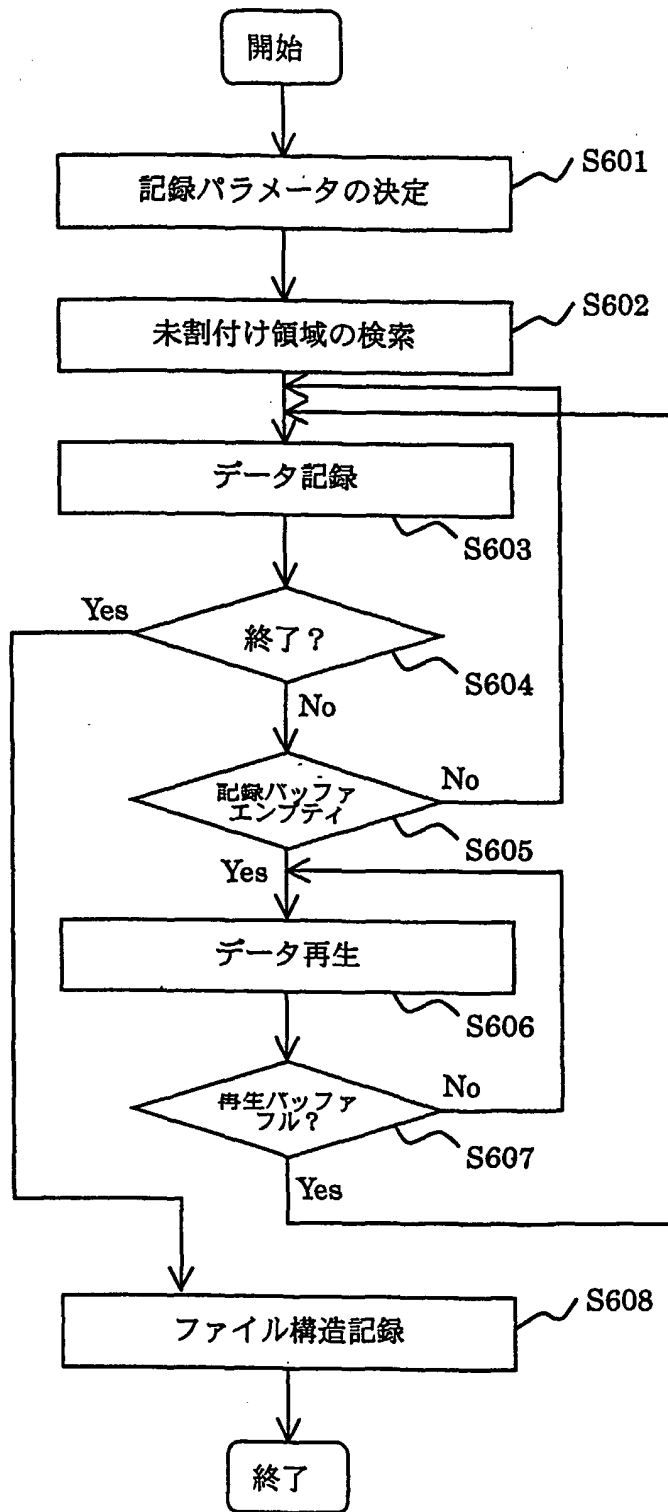 開始
記録パラメータの決定
S601
未割付け領域の検索
S602
データ記録
S603
Yes
終了?
S604
No
記録バッファ
エンプティ
No
S605
Yes
データ再生
S606
再生バッファ
フル?
No
S607
Yes
ファイル構造記録
S608
終了